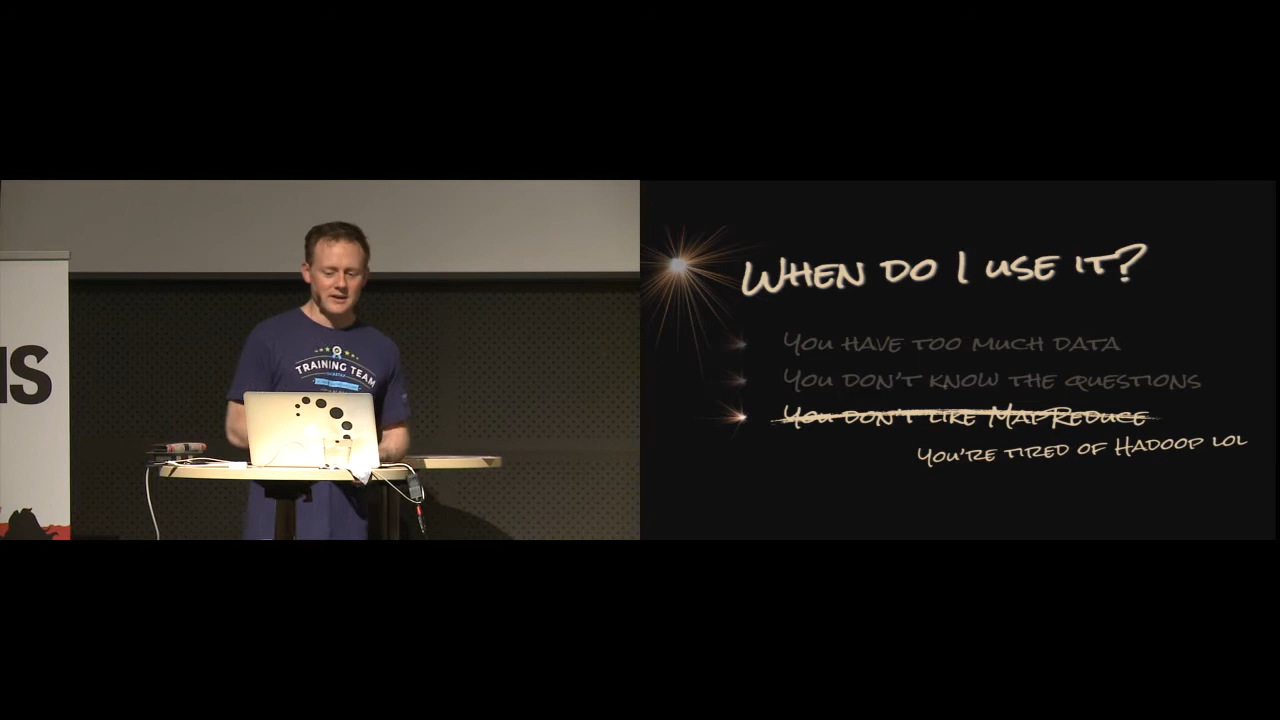 IS
TRAINING TEAM
WHEN DO I USE IT?
YOU HAVE TOO MUCH DATA
YOU DON'T KNOW THE QUESTIONS
YOU DON'T LIKE MAPREDUCE
YOU'RE TIRED OF HADOOP LOL